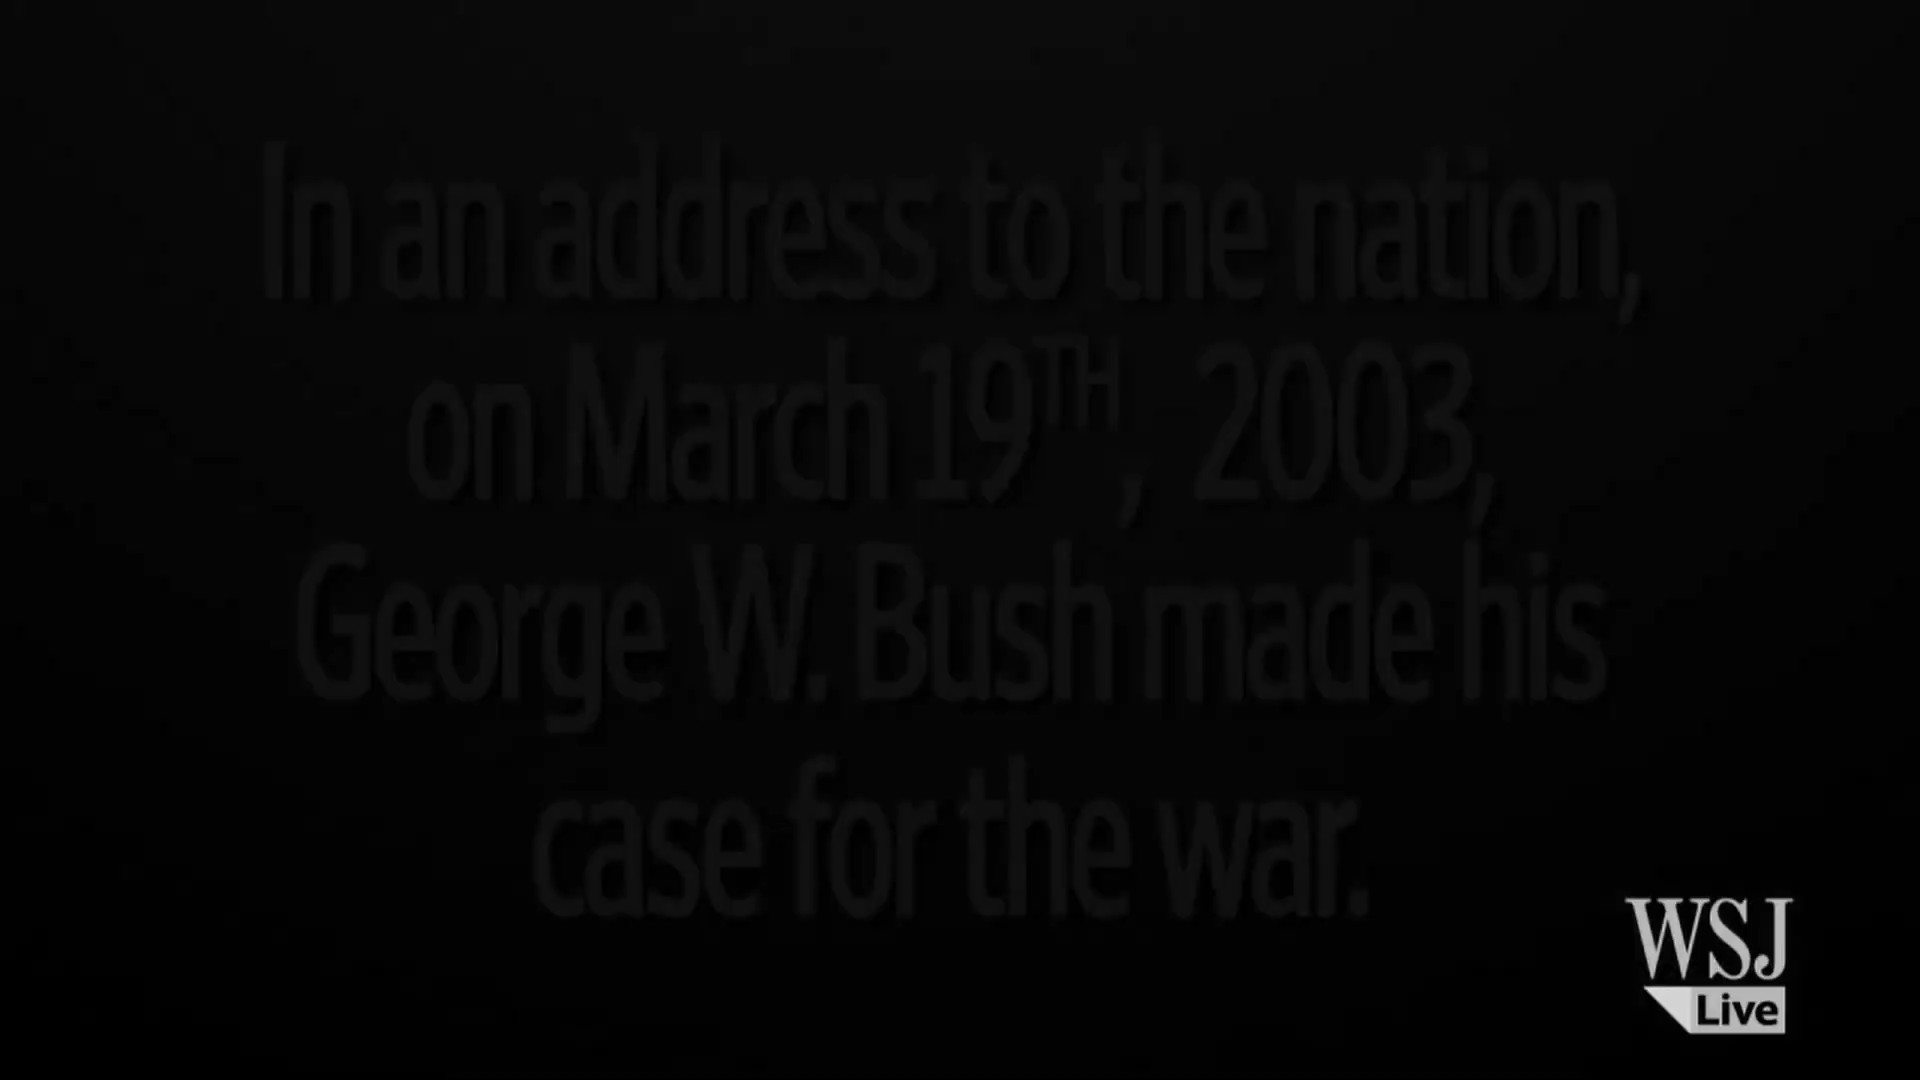 In an address to the nation,
on March 19TH, 2003,
George W. Bush made his
case for the war.
WSJ
Live